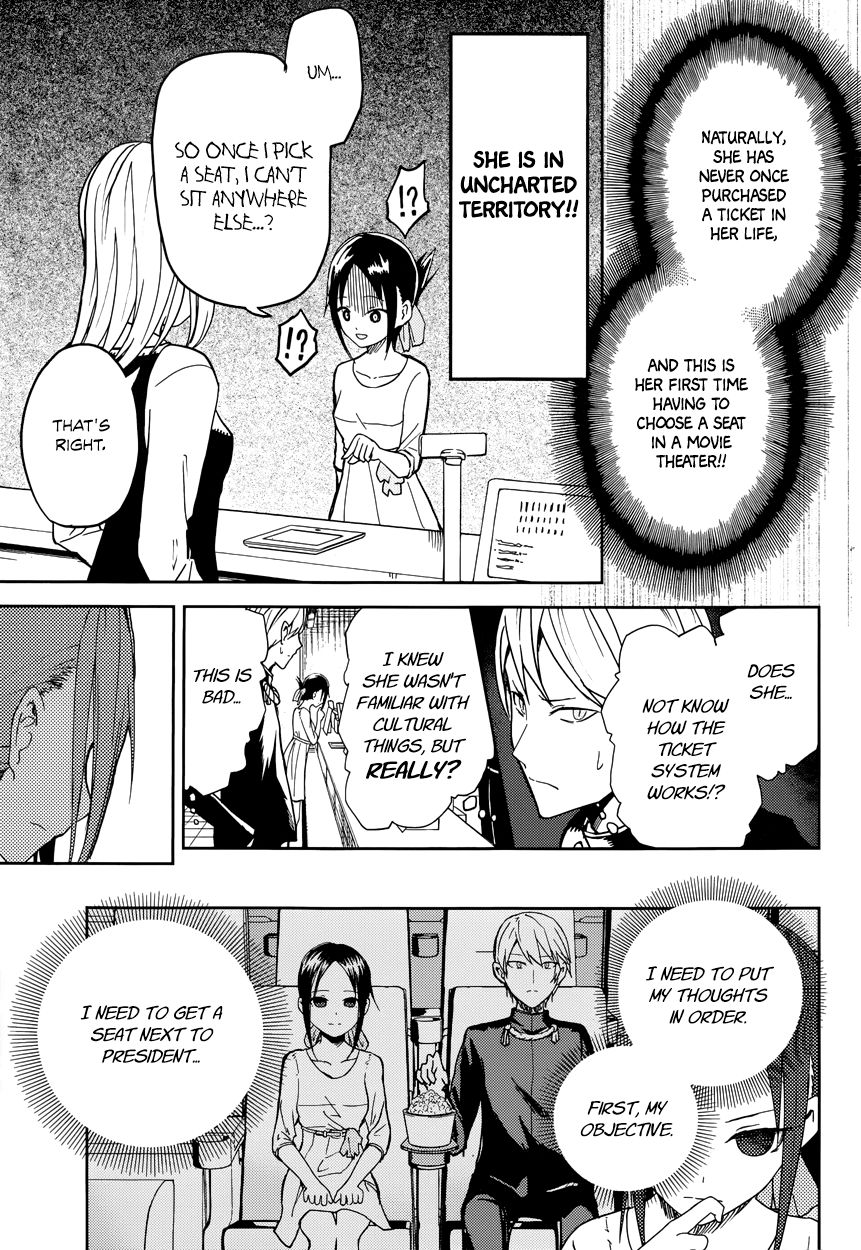 NATURALLY,
SHE HAS
NEVER ONCE
PURCHASED
A TICKET IN
HER LIFE,
AND THIS IS
HER FIRST TIME
HAVING TO
CHOOSE A SEAT
IN A MOVIE
THEATER!!
SHE IS IN
UNCHARTED
TERRITORY!!
UM...
SO ONCE I PICK
A SEAT, I CAN'T
SIT ANYWHERE
ELSE...?
!?
!?
THAT'S
RIGHT.
DOES
SHE...
NOT KNOW
HOW THE
TICKET
SYSTEM
WORKS!?
I KNEW
SHE WASN'T
FAMILIAR WITH
CULTURAL
THINGS, BUT
REALLY?
THIS IS
BAD...
I NEED TO PUT
MY THOUGHTS
IN ORDER.
FIRST, MY
OBJECTIVE.
I NEED TO GET A
SEAT NEXT TO
PRESIDENT...